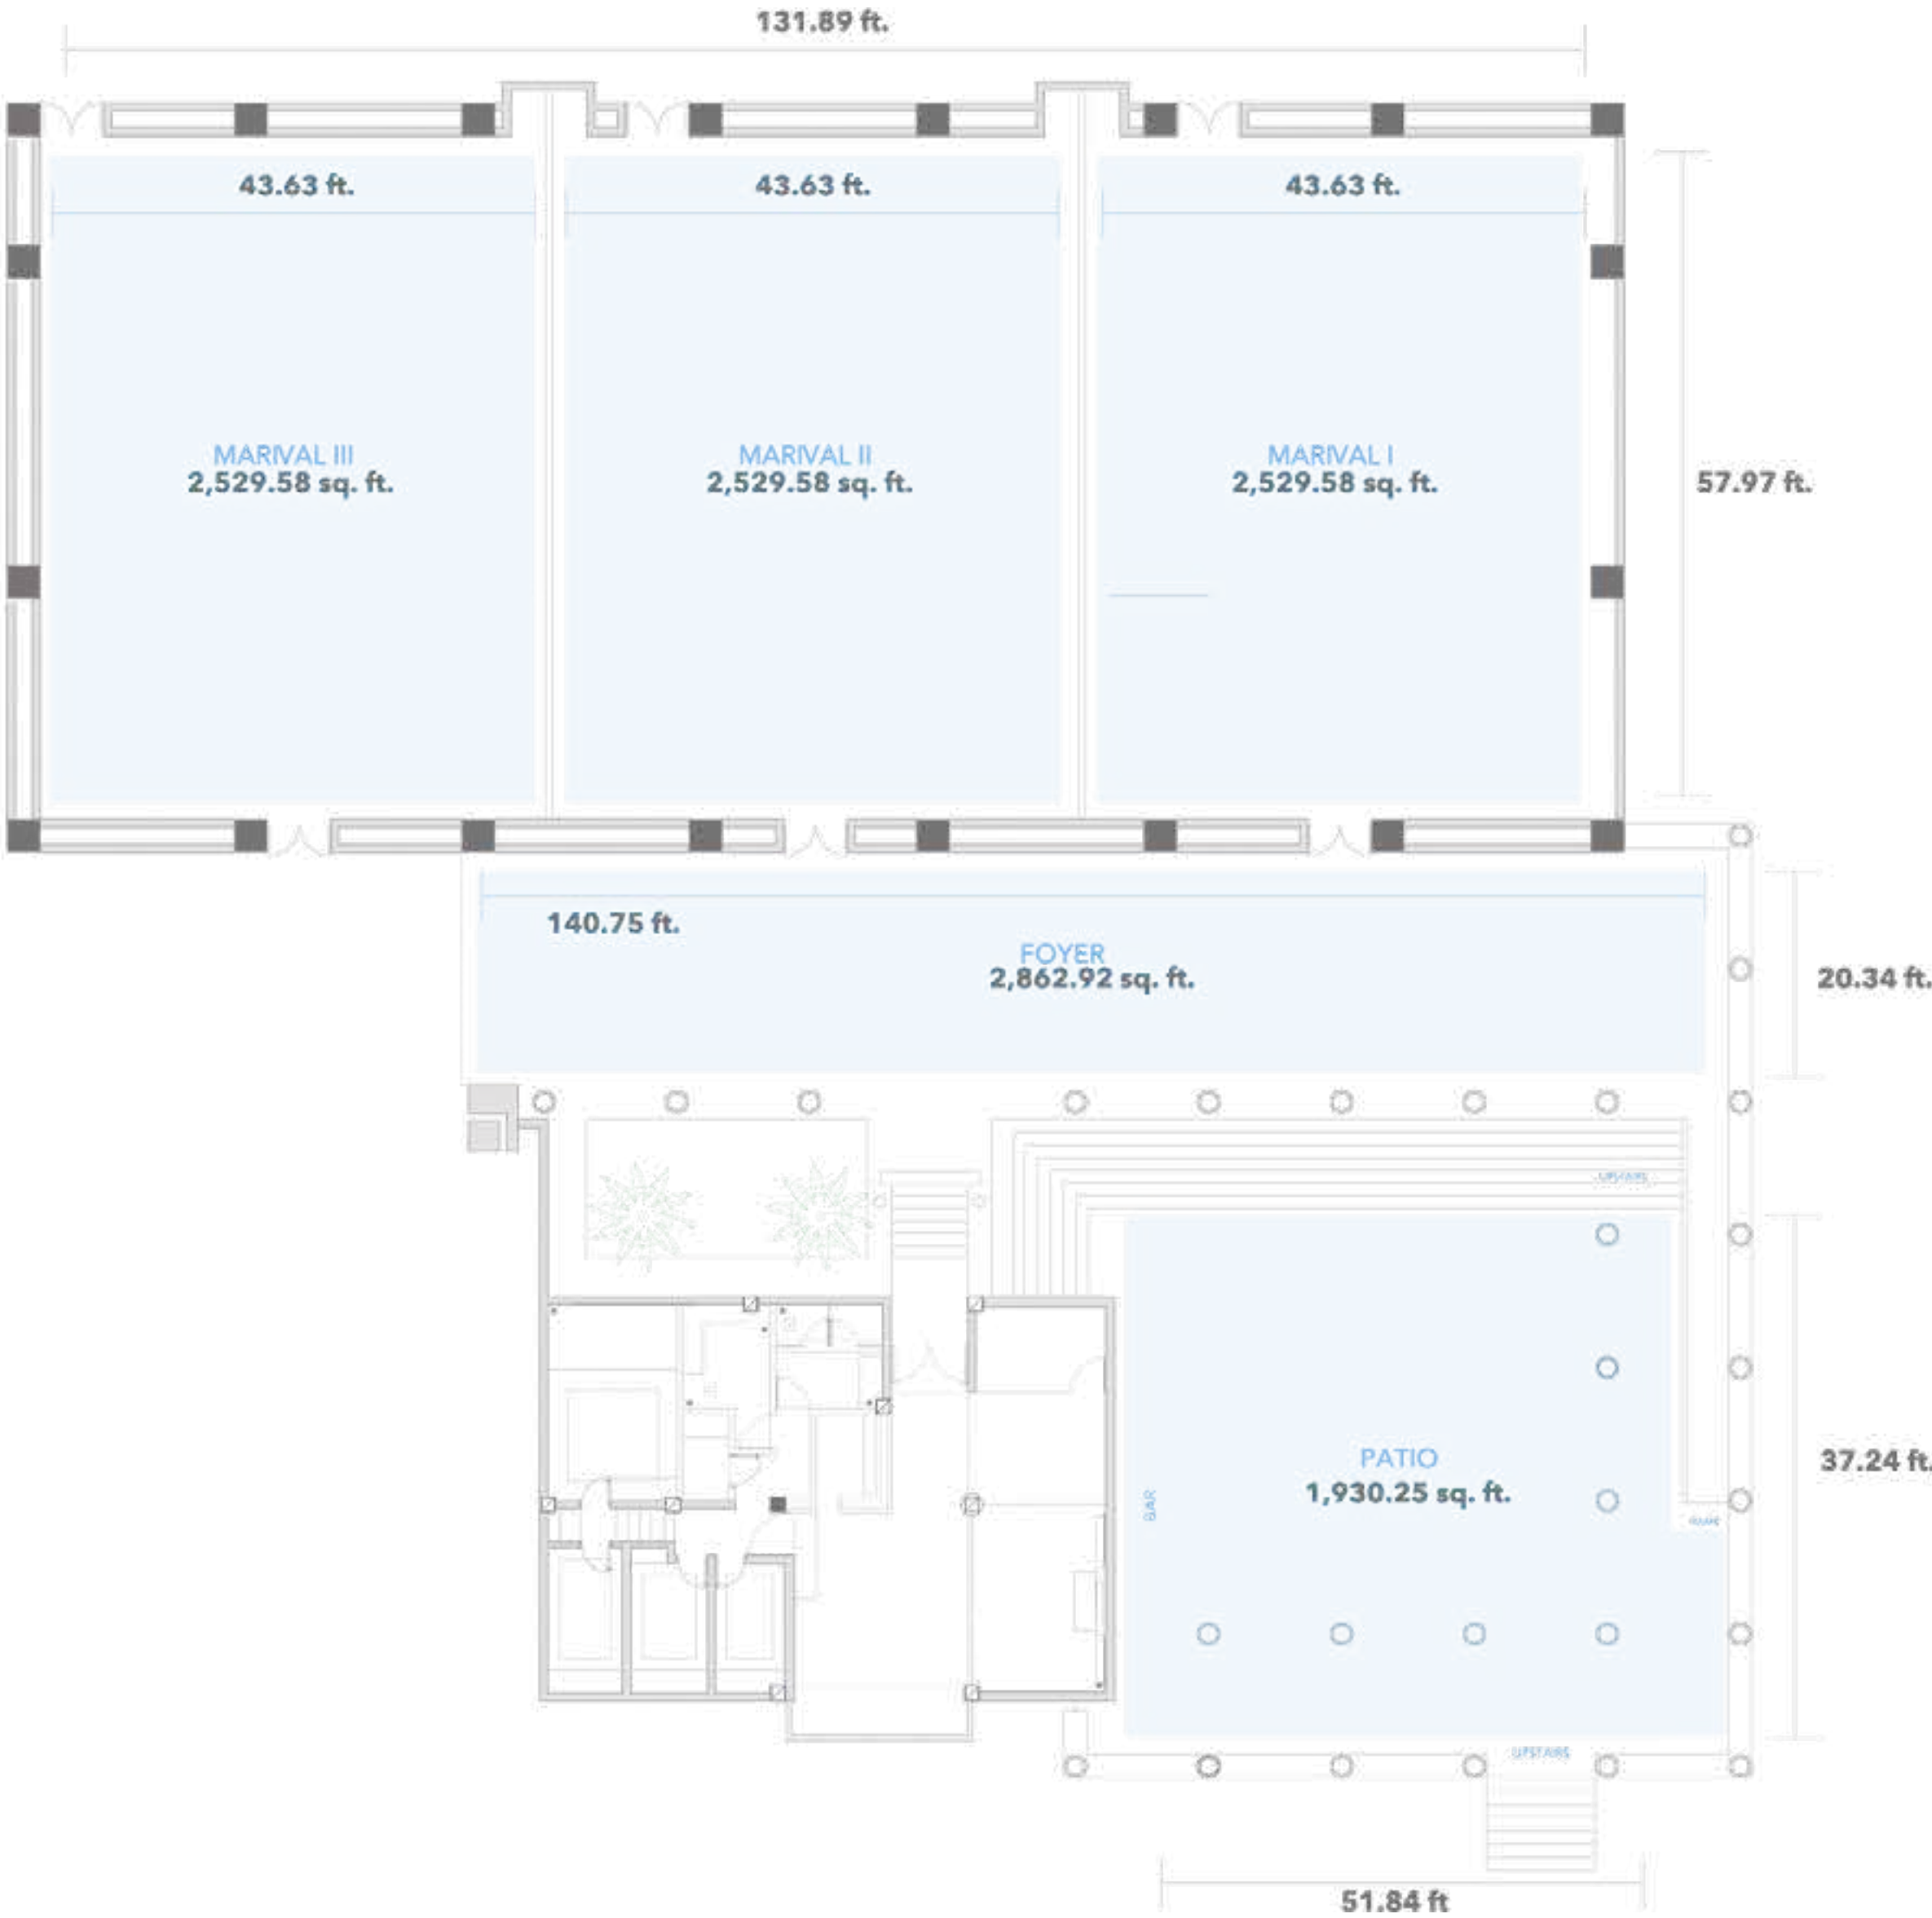 131.89 ft.
43.63 ft.
43.63 ft.
43.63 ft.
MARIVAL III
2,529.58 sq. ft.
MARIVAL II
2,529.58 sq. ft.
MARIVAL I
2,529.58 sq. ft.
57.97 ft.
140.75 ft.
FOYER
2,862.92 sq. ft.
20.34 ft.
UPSTAIRS
PATIO
1,930.25 sq. ft.
37.24 ft.
BAR
UPSTAIRS
51.84 ft